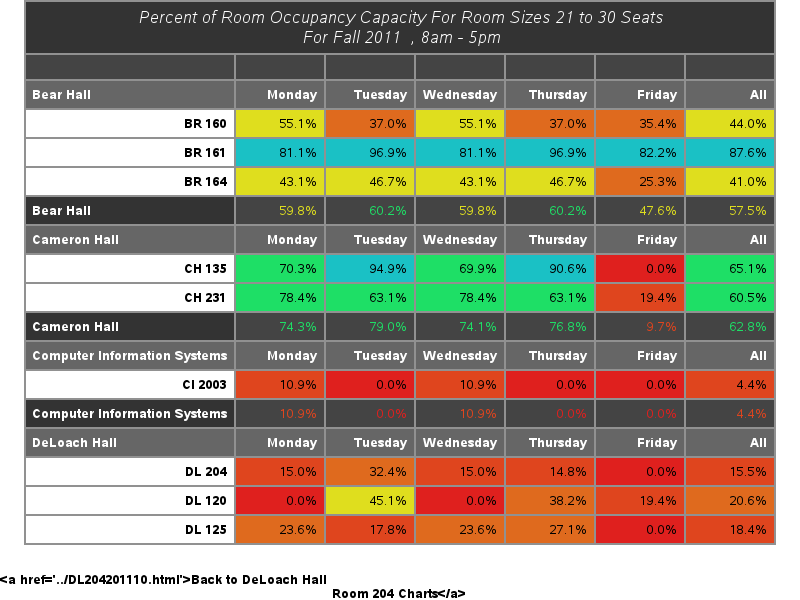 Percent of Room Occupancy Capacity For Room Sizes 21 to 30 Seats
For Fall 2011 , 8am - 5pm
Bear Hall Monday Tuesday Wednesday Thursday Friday All
BR 160 55.1% 37.0% 55.1% 37.0% 35.4% 44.0%
BR 161 81.1% 96.9% 81.1% 96.9% 82.2% 87.6%
BR 164 43.1% 46.7% 43.1% 46.7% 25.3% 41.0%
Bear Hall 59.8% 60.2% 59.8% 60.2% 47.6% 57.5%
Cameron Hall Monday Tuesday Wednesday Thursday Friday All
CH 135 70.3% 94.9% 69.9% 90.6% 0.0% 65.1%
CH 231 78.4% 63.1% 78.4% 63.1% 19.4% 60.5%
Cameron Hall 74.3% 79.0% 74.1% 76.8% 9.7% 62.8%
Computer Information Systems Monday Tuesday Wednesday Thursday Friday All
CI 2003 10.9% 0.0% 10.9% 0.0% 0.0% 4.4%
Computer Information Systems 10.9% 0.0% 10.9% 0.0% 0.0% 4.4%
DeLoach Hall Monday Tuesday Wednesday Thursday Friday All
DL 204 15.0% 32.4% 15.0% 14.8% 0.0% 15.5%
DL 120 0.0% 45.1% 0.0% 38.2% 19.4% 20.6%
DL 125 23.6% 17.8% 23.6% 27.1% 0.0% 18.4%
<a href='../DL204201110.html'>Back to DeLoach Hall
Room 204 Charts</a>